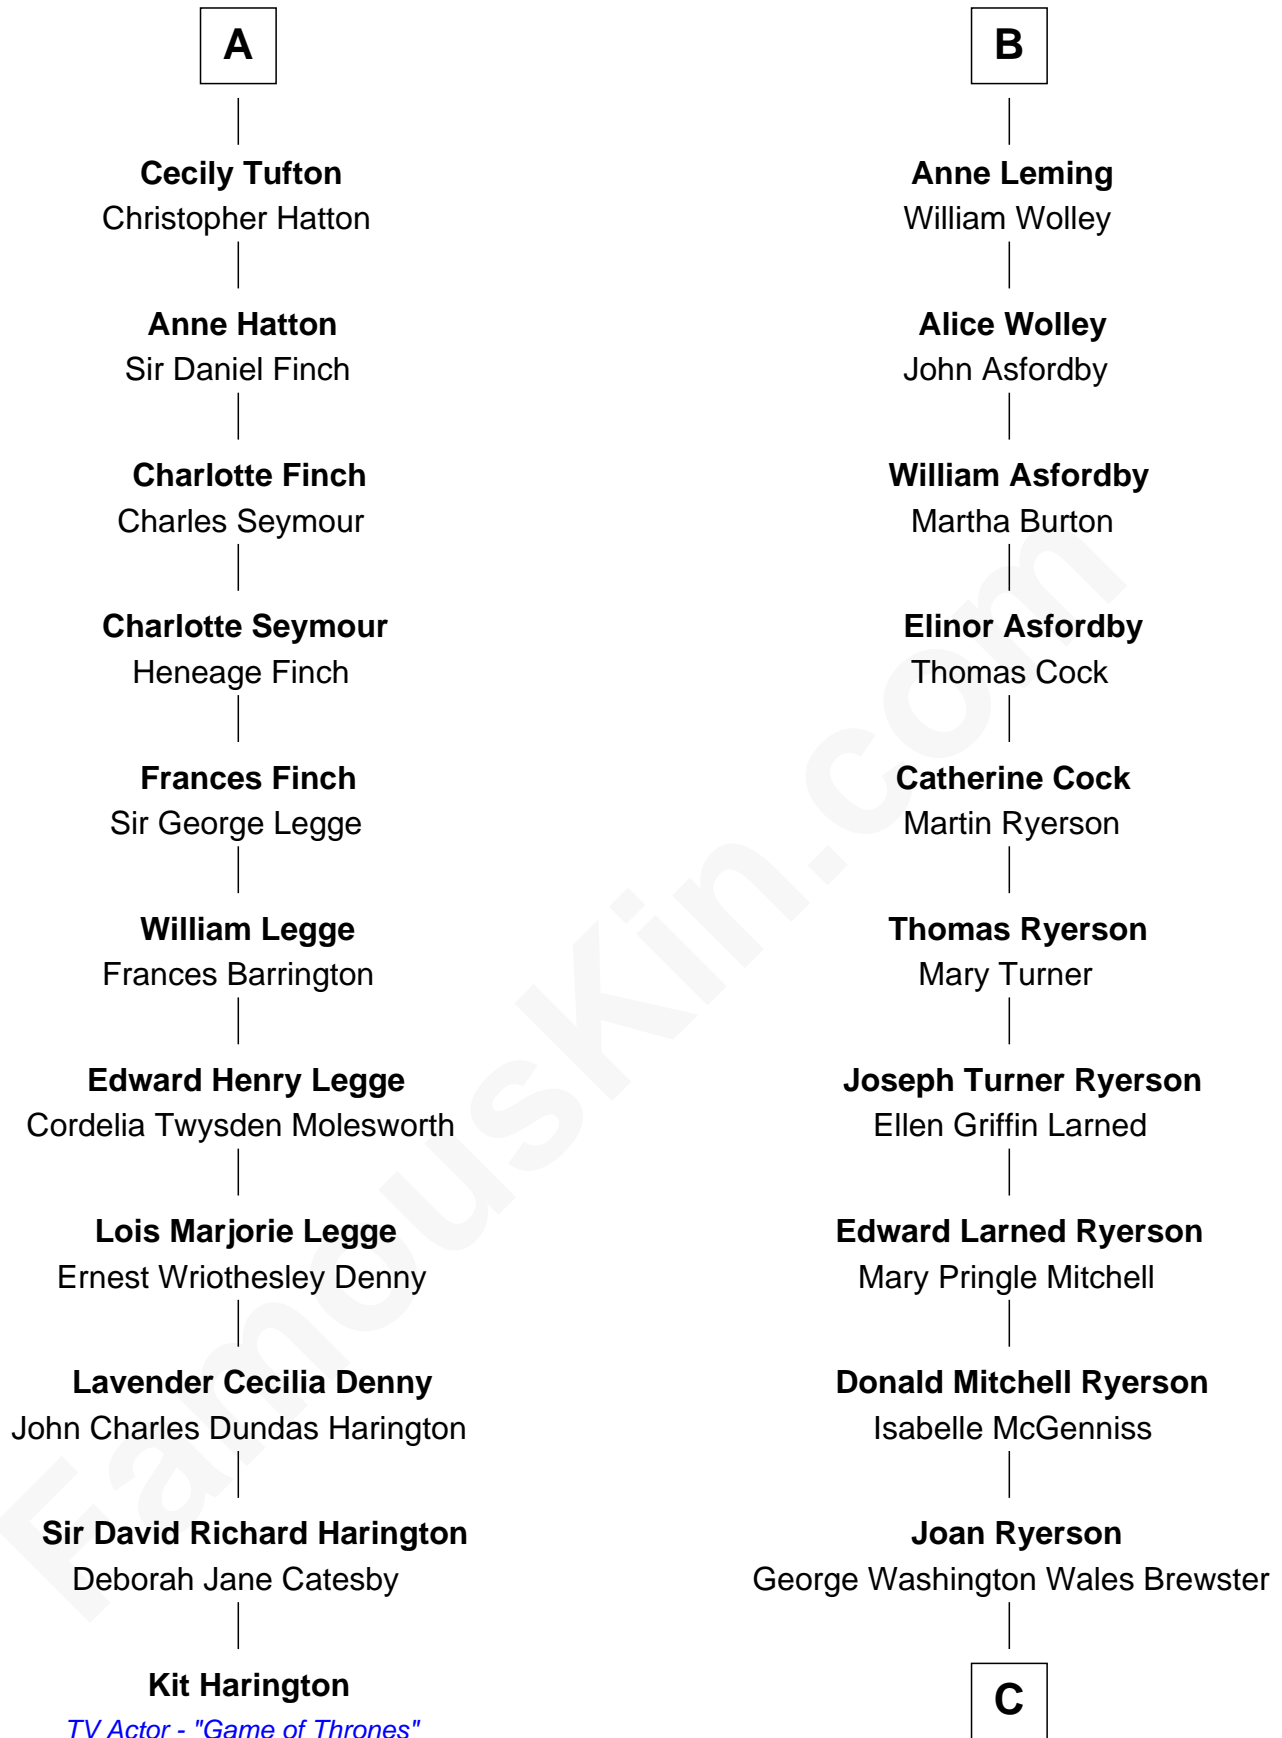 A
Cecily Tufton
Christopher Hatton
Anne Hatton
Sir Daniel Finch
Charlotte Finch
Charles Seymour
Charlotte Seymour
Heneage Finch
Frances Finch
Sir George Legge
William Legge
Frances Barrington
Edward Henry Legge
Cordelia Twysden Molesworth
Lois Marjorie Legge
Ernest Wriothesley Denny
Lavender Cecilia Denny
John Charles Dundas Harington
Sir David Richard Harington
Deborah Jane Catesby
Kit Harington
TV Actor - "Game of Thrones"
B
Anne Leming
William Wolley
Alice Wolley
John Asfordby
William Asfordby
Martha Burton
Elinor Asfordby
Thomas Cock
Catherine Cock
Martin Ryerson
Thomas Ryerson
Mary Turner
Joseph Turner Ryerson
Ellen Griffin Larned
Edward Larned Ryerson
Mary Pringle Mitchell
Donald Mitchell Ryerson
Isabelle McGenniss
Joan Ryerson
George Washington Wales Brewster
C
FamousKin.com